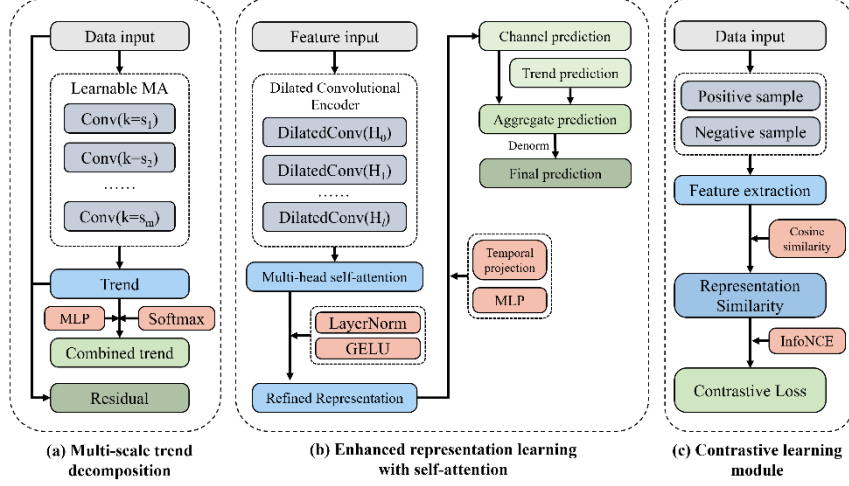 Data input
Learnable MA
Conv(k=s₁)
Conv(k=s₂)
......
Conv(k=sₘ)
Trend
MLP
Softmax
Combined trend
Residual
(a) Multi-scale trend
decomposition
Feature input
Dilated Convolutional
Encoder
DilatedConv(H₀)
DilatedConv(H₁)
......
DilatedConv(Hₗ)
Multi-head self-attention
LayerNorm
GELU
Refined Representation
Channel prediction
Trend prediction
Aggregate prediction
Denorm
Final prediction
Temporal
projection
MLP
(b) Enhanced representation learning
with self-attention
Data input
Positive sample
Negative sample
Feature extraction
Cosine
similarity
Representation
Similarity
InfoNCE
Contrastive Loss
(c) Contrastive learning
module